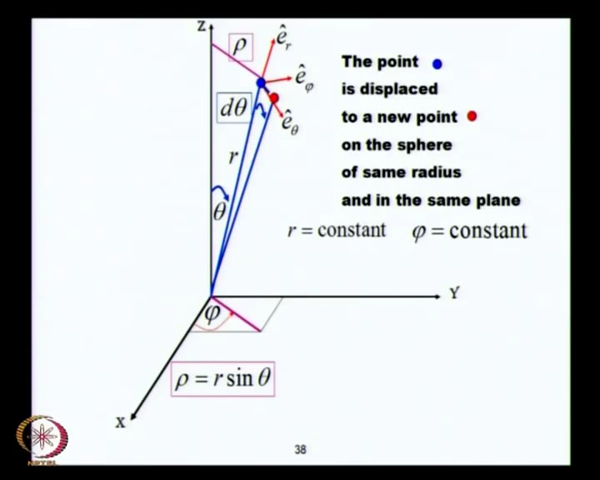 Z
ρ
ê_r
ê_φ
dθ
ê_θ
r
θ
The point
is displaced
to a new point
on the sphere
of same radius
and in the same plane
r = constant φ = constant
Y
φ
ρ = r sin θ
X
38
NPTEL